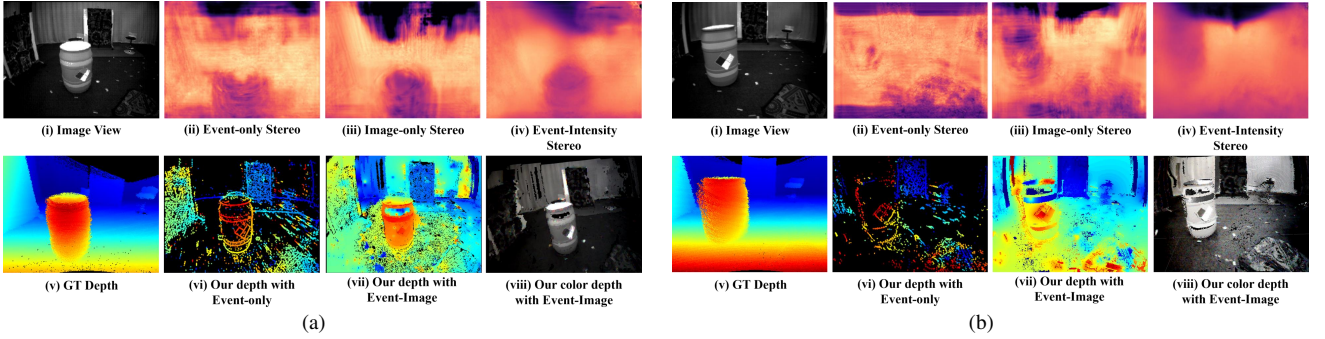 (i) Image View
(ii) Event-only Stereo
(iii) Image-only Stereo
(iv) Event-Intensity
Stereo
(v) GT Depth
(vi) Our depth with
Event-only
(vii) Our depth with
Event-Image
(viii) Our color depth
with Event-Image
(a)
(i) Image View
(ii) Event-only Stereo
(iii) Image-only Stereo
(iv) Event-Intensity
Stereo
(v) GT Depth
(vi) Our depth with
Event-only
(vii) Our depth with
Event-Image
(viii) Our color depth
with Event-Image
(b)